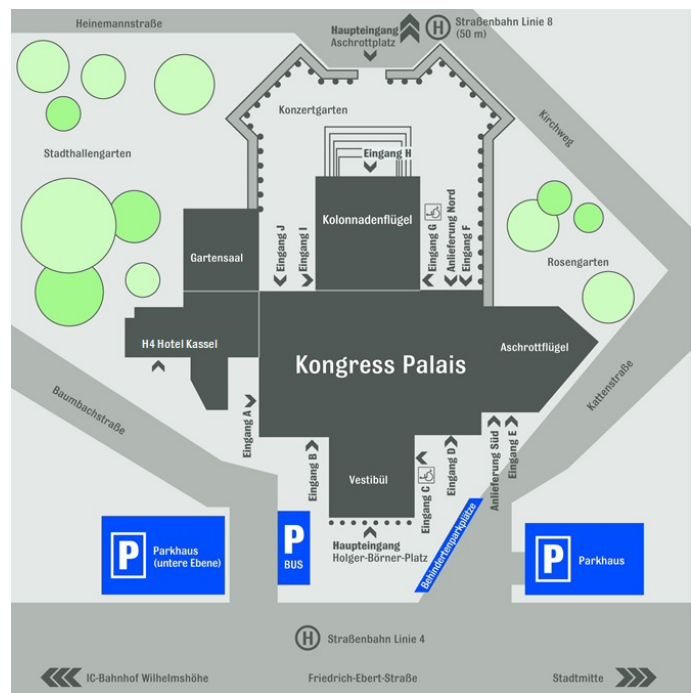 Heinemannstraße
Haupteingang
Aschrottplatz
H
Straßenbahn Linie 8
(50 m)
Kirchweg
Konzertgarten
Stadthallengarten
Eingang H
Kolonnadenflügel
Gartensaal
Eingang J
Eingang I
Eingang G
Anlieferung Nord
Eingang F
Rosengarten
H4 Hotel Kassel
Kongress Palais
Aschrottflügel
Kattenstraße
Baumbachstraße
Eingang A
Eingang B
Vestibül
Eingang C
Eingang D
Anlieferung Süd
Eingang E
Haupteingang
Holger-Börner-Platz
Behindertenparkplätze
P
Parkhaus
(untere Ebene)
P
BUS
P
Parkhaus
H
Straßenbahn Linie 4
IC-Bahnhof Wilhelmshöhe
Friedrich-Ebert-Straße
Stadtmitte